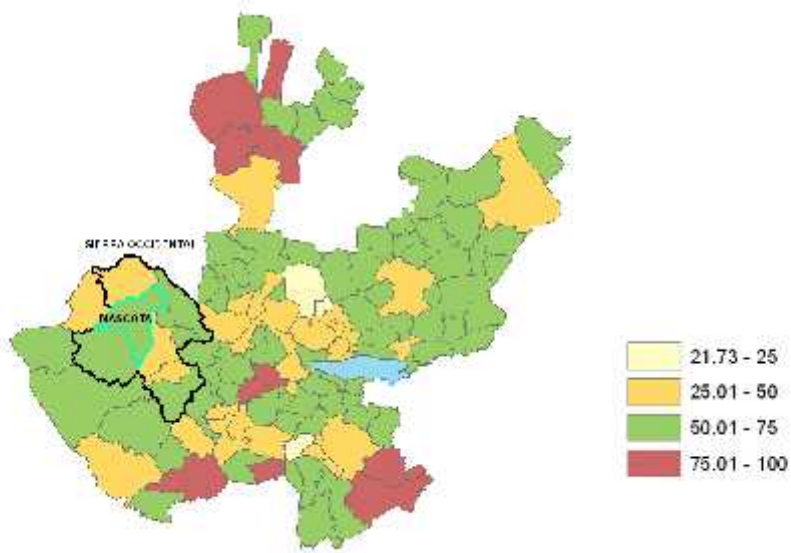 SIERRA OCCIDENTAL
MASCOTA
21.73 - 25
25.01 - 50
50.01 - 75
75.01 - 100